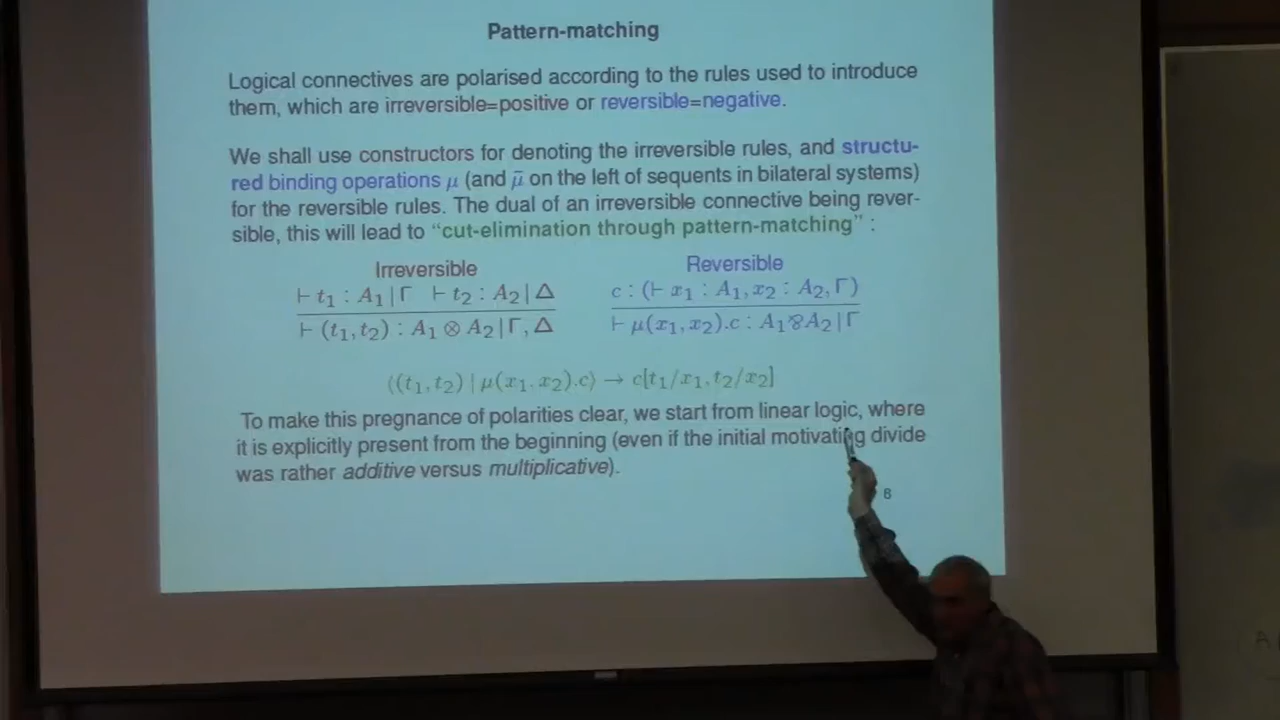 Pattern-matching
Logical connectives are polarised according to the rules used to introduce
them, which are irreversible=positive or reversible=negative.
We shall use constructors for denoting the irreversible rules, and structu-
red binding operations μ (and μ̃ on the left of sequents in bilateral systems)
for the reversible rules. The dual of an irreversible connective being rever-
sible, this will lead to “cut-elimination through pattern-matching” :
Irreversible Reversible
⊢ t₁ : A₁ | Γ ⊢ t₂ : A₂ | Δ c : (⊢ x₁ : A₁, x₂ : A₂, Γ)
⊢ (t₁, t₂) : A₁ ⊗ A₂ | Γ, Δ ⊢ μ(x₁, x₂).c : A₁⅋A₂ | Γ
⟨(t₁, t₂) | μ(x₁, x₂).c⟩ → c[t₁/x₁, t₂/x₂]
To make this pregnance of polarities clear, we start from linear logic, where
it is explicitly present from the beginning (even if the initial motivating divide
was rather additive versus multiplicative).
8